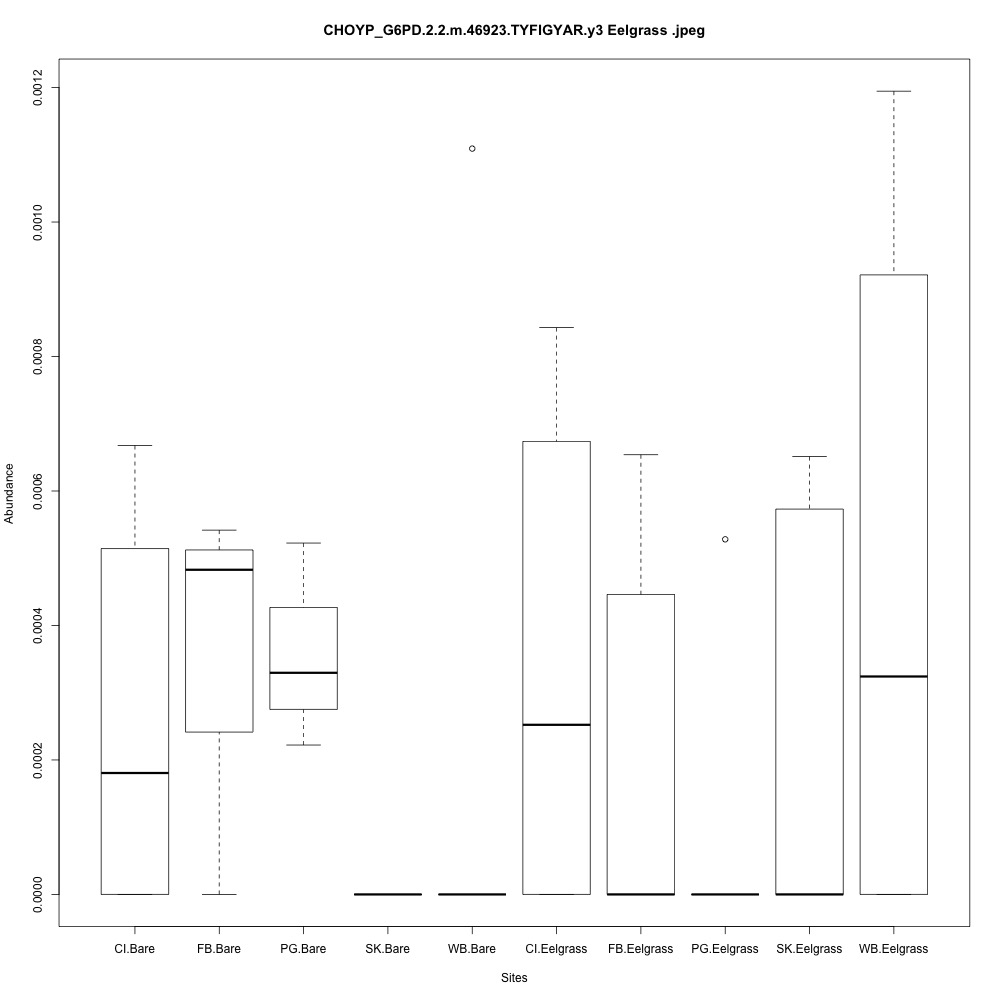 CHOYP_G6PD.2.2.m.46923.TYFIGYAR.y3 Eelgrass .jpeg
0.0012
0.0010
0.0008
0.0006
0.0004
0.0002
0.0000
Abundance
CI.Bare FB.Bare PG.Bare SK.Bare WB.Bare CI.Eelgrass FB.Eelgrass PG.Eelgrass SK.Eelgrass WB.Eelgrass
Sites